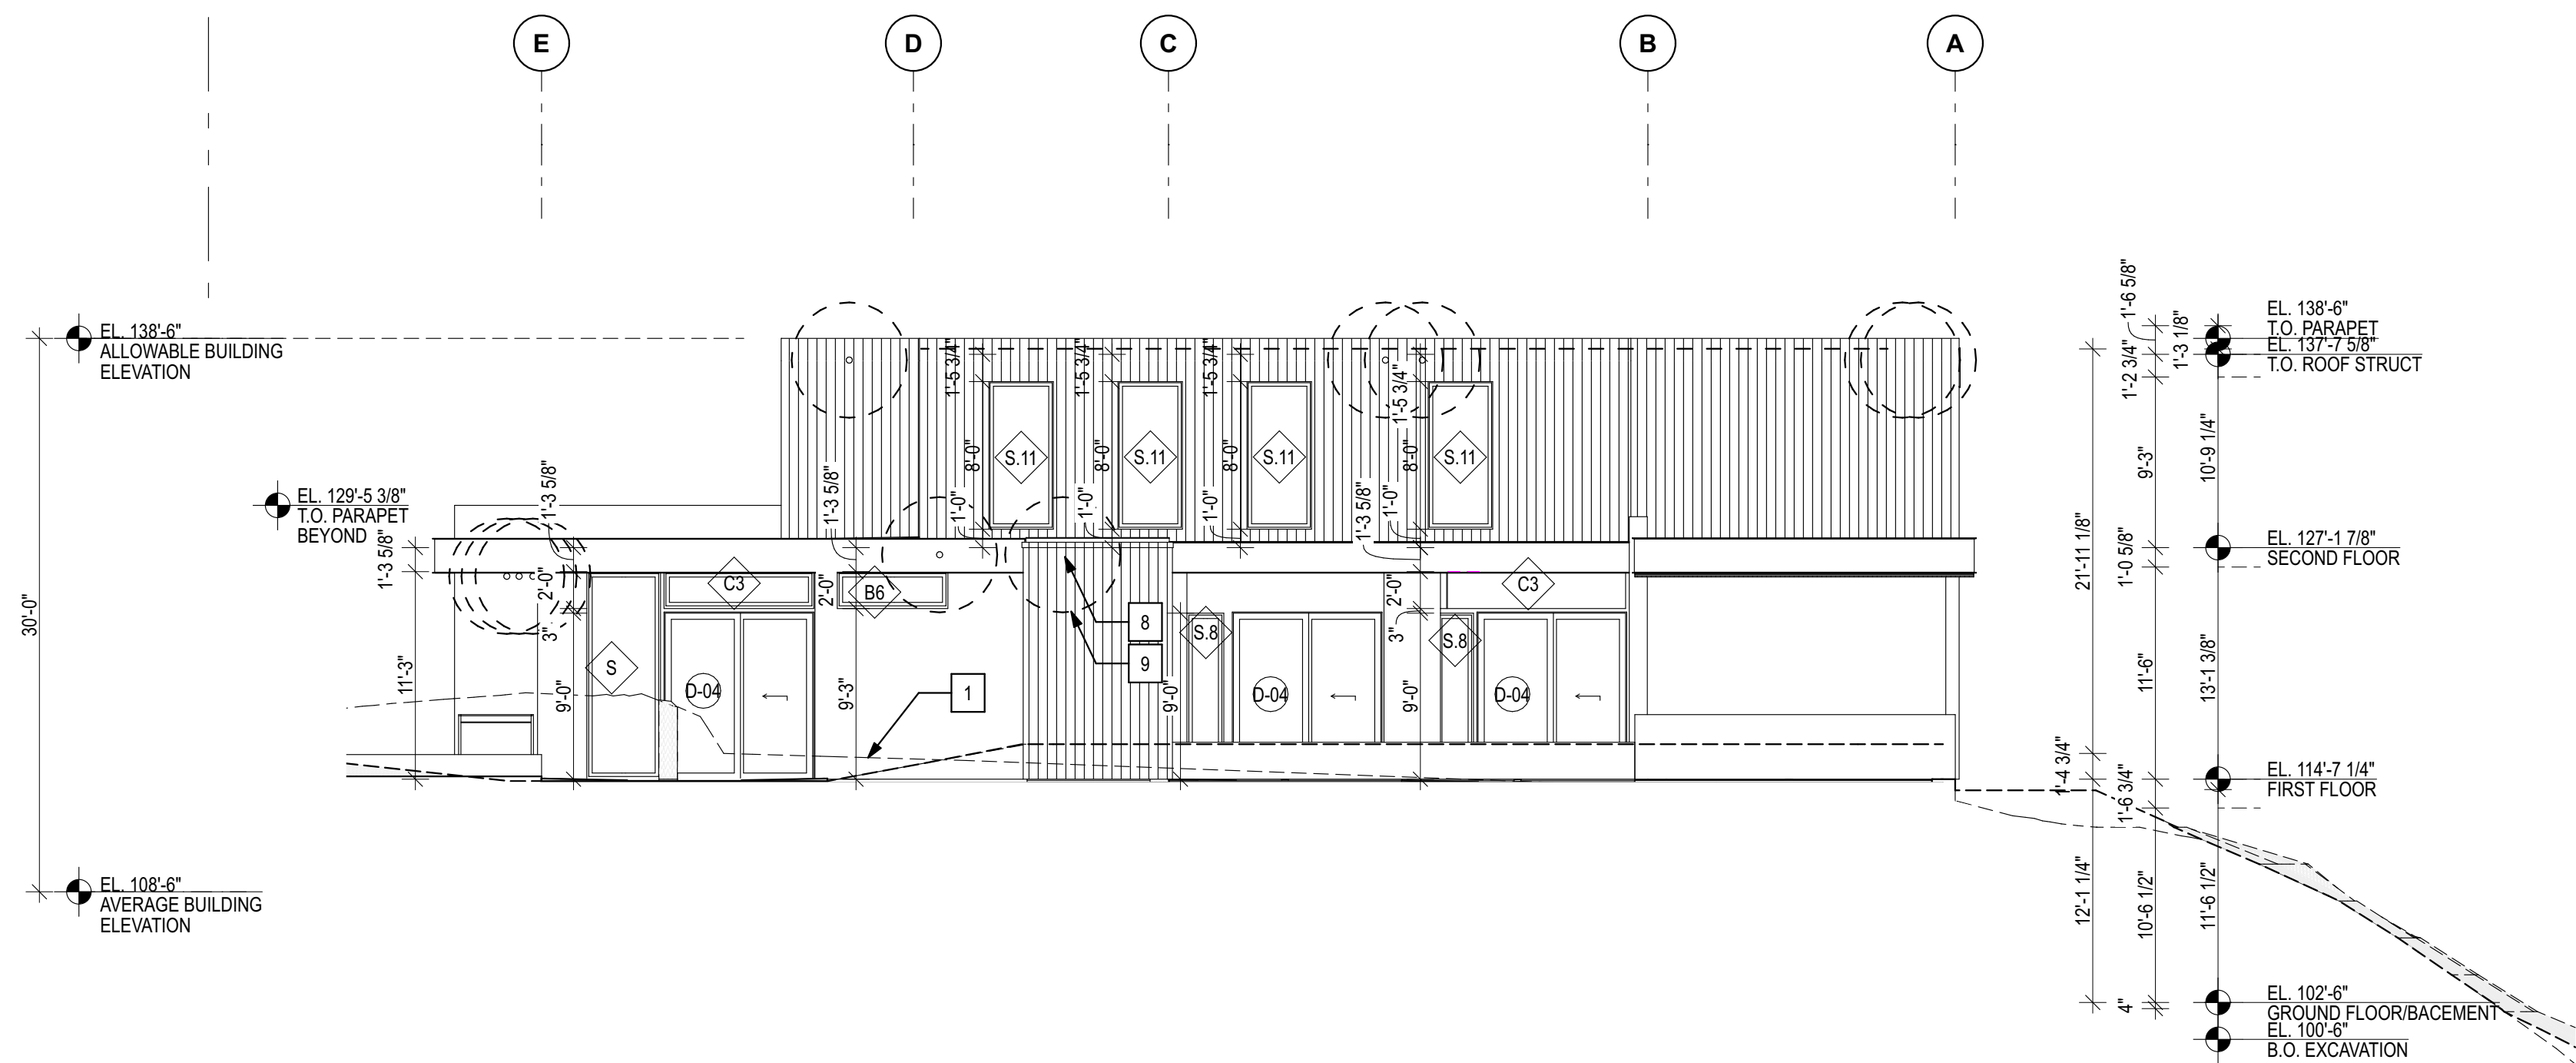 E
D
C
B
A
EL. 138'-6"
ALLOWABLE BUILDING
ELEVATION
EL. 129'-5 3/8"
T.O. PARAPET
BEYOND
30'-0"
EL. 108'-6"
AVERAGE BUILDING
ELEVATION
1'-3 5/8"
11'-3"
1'-3 5/8"
2'-0"
3"
9'-0"
S
C3
D-04
1'-3 5/8"
2'-0"
9'-3"
B6
1
1'-5 3/4"
8'-0"
1'-0"
S.11
1'-5 3/4"
8'-0"
1'-0"
S.11
1'-5 3/4"
8'-0"
1'-0"
S.11
1'-5 3/4"
8'-0"
1'-0"
S.11
8
9
9'-0"
S.8
D-04
1'-3 5/8"
2'-0"
3"
9'-0"
S.8
C3
D-04
21'-11 1/8"
1'-4 3/4"
12'-1 1/4"
1'-6 5/8"
1'-2 3/4"
9'-3"
1'-0 5/8"
11'-6"
1'-6 3/4"
10'-6 1/2"
4"
1'-3 1/8"
10'-9 1/4"
13'-1 3/8"
11'-6 1/2"
EL. 138'-6"
T.O. PARAPET
EL. 137'-7 5/8"
T.O. ROOF STRUCT
EL. 127'-1 7/8"
SECOND FLOOR
EL. 114'-7 1/4"
FIRST FLOOR
EL. 102'-6"
GROUND FLOOR/BACEMENT
EL. 100'-6"
B.O. EXCAVATION